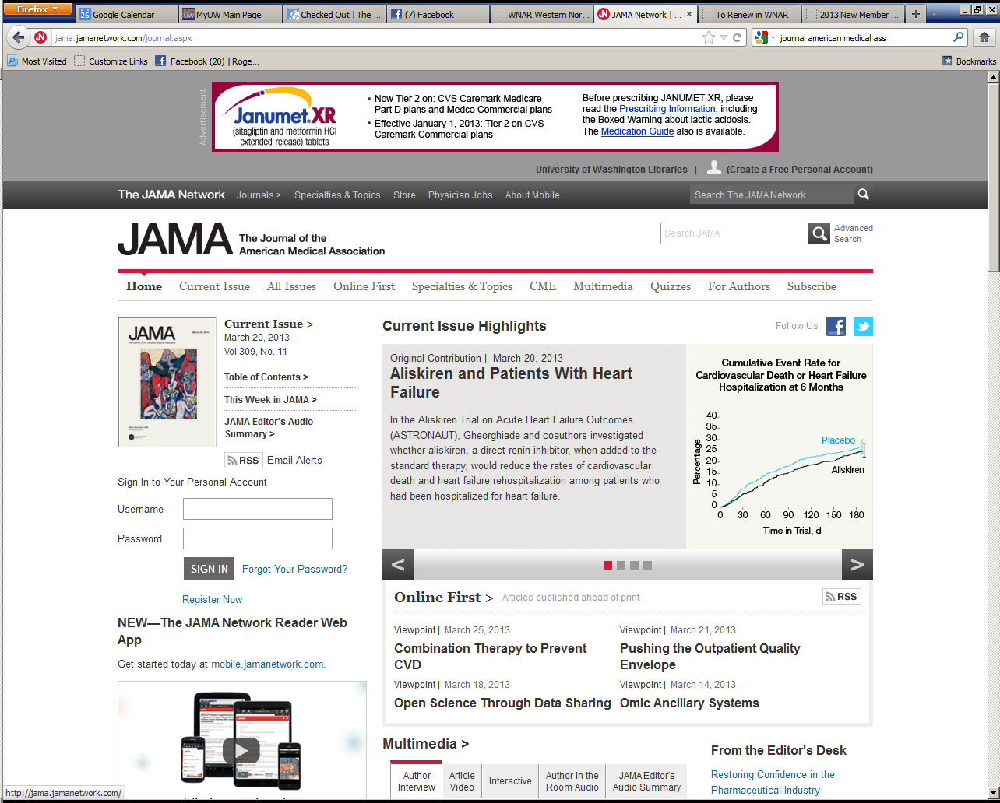 Firefox
26 Google Calendar
MyUW Main Page
Checked Out | The ...
(7) Facebook
WNAR Western Nor...
JAMA Network | ...
To Renew in WNAR
2013 New Member ...
jama.jamanetwork.com/journal.aspx
journal american medical ass
Most Visited
Customize Links
Facebook (20) | Roge...
Bookmarks
Advertisement
Janumet XR
(sitagliptin and metformin HCl
extended-release) tablets
• Now Tier 2 on: CVS Caremark Medicare
Part D plans and Medco Commercial plans
• Effective January 1, 2013: Tier 2 on CVS
Caremark Commercial plans
Before prescribing JANUMET XR, please
read the Prescribing Information, including
the Boxed Warning about lactic acidosis.
The Medication Guide also is available.
University of Washington Libraries | (Create a Free Personal Account)
The JAMA Network
Journals >
Specialties & Topics
Store
Physician Jobs
About Mobile
Search The JAMA Network
JAMA The Journal of the
American Medical Association
Search JAMA
Advanced
Search
Home
Current Issue
All Issues
Online First
Specialties & Topics
CME
Multimedia
Quizzes
For Authors
Subscribe
JAMA
Current Issue >
March 20, 2013
Vol 309, No. 11
Table of Contents >
This Week in JAMA >
JAMA Editor's Audio
Summary >
RSS Email Alerts
Sign In to Your Personal Account
Username
Password
SIGN IN Forgot Your Password?
Register Now
NEW—The JAMA Network Reader Web
App
Get started today at mobile.jamanetwork.com.
Current Issue Highlights
Follow Us
Original Contribution | March 20, 2013
Aliskiren and Patients With Heart
Failure
In the Aliskiren Trial on Acute Heart Failure Outcomes
(ASTRONAUT), Gheorghiade and coauthors investigated
whether aliskiren, a direct renin inhibitor, when added to the
standard therapy, would reduce the rates of cardiovascular
death and heart failure rehospitalization among patients who
had been hospitalized for heart failure.
Cumulative Event Rate for
Cardiovascular Death or Heart Failure
Hospitalization at 6 Months
Percentage
40
35
30
25
20
15
10
5
0
Placebo
Aliskiren
0 30 60 90 120 150 180
Time in Trial, d
< >
Online First >
Articles published ahead of print
RSS
Viewpoint | March 25, 2013
Combination Therapy to Prevent
CVD
Viewpoint | March 21, 2013
Pushing the Outpatient Quality
Envelope
Viewpoint | March 18, 2013
Open Science Through Data Sharing
Viewpoint | March 14, 2013
Omic Ancillary Systems
Multimedia >
Author
Interview
Article
Video
Interactive
Author in the
Room Audio
JAMA Editor's
Audio Summary
From the Editor's Desk
Restoring Confidence in the
Pharmaceutical Industry
http://jama.jamanetwork.com/